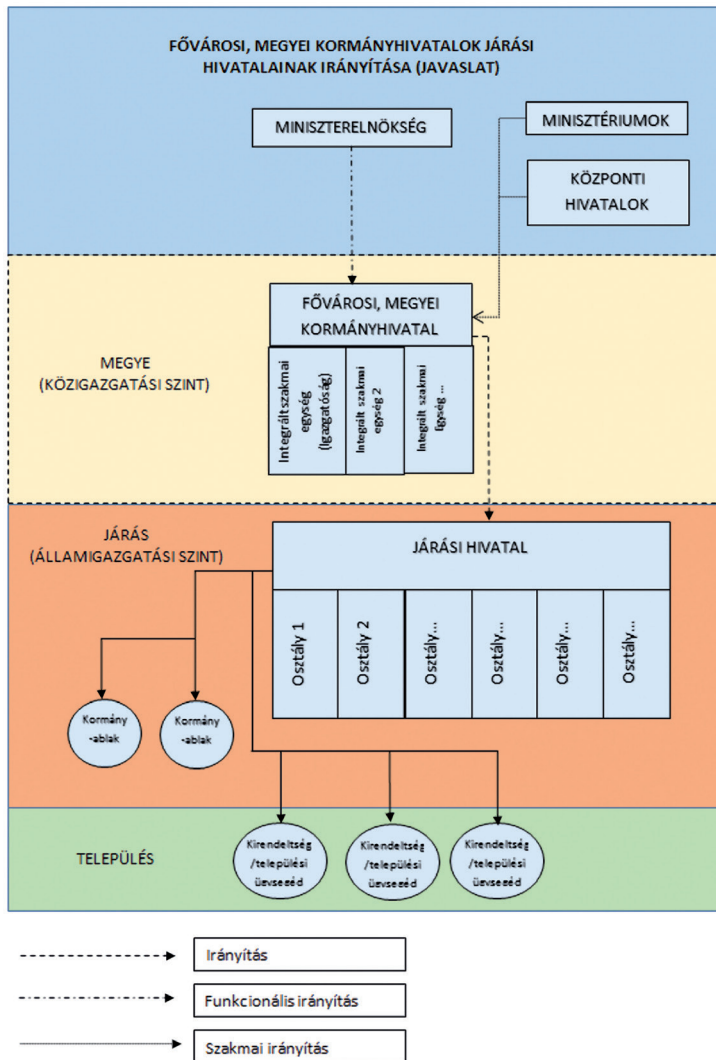 FŐVÁROSI, MEGYEI KORMÁNYHIVATALOK JÁRÁSI
HIVATALAINAK IRÁNYÍTÁSA (JAVASLAT)
MINISZTERELNÖKSÉG
MINISZTÉRIUMOK
KÖZPONTI
HIVATALOK
FŐVÁROSI, MEGYEI
KORMÁNYHIVATAL
MEGYE
(KÖZIGAZGATÁSI SZINT)
Integrált szakmai
egység
(Igazgatóság)
Integrált szakmai
egység 2
Integrált szakmai
Egység ...
JÁRÁS
(ÁLLAMIGAZGATÁSI SZINT)
JÁRÁSI HIVATAL
Osztály 1
Osztály 2
Osztály...
Osztály...
Osztály...
Osztály...
Kormány
-ablak
Kormány
-ablak
TELEPÜLÉS
Kirendeltség
/települési
Kirendeltség
/települési
Kirendeltség
/települési
Irányítás
Funkcionális irányítás
Szakmai irányítás